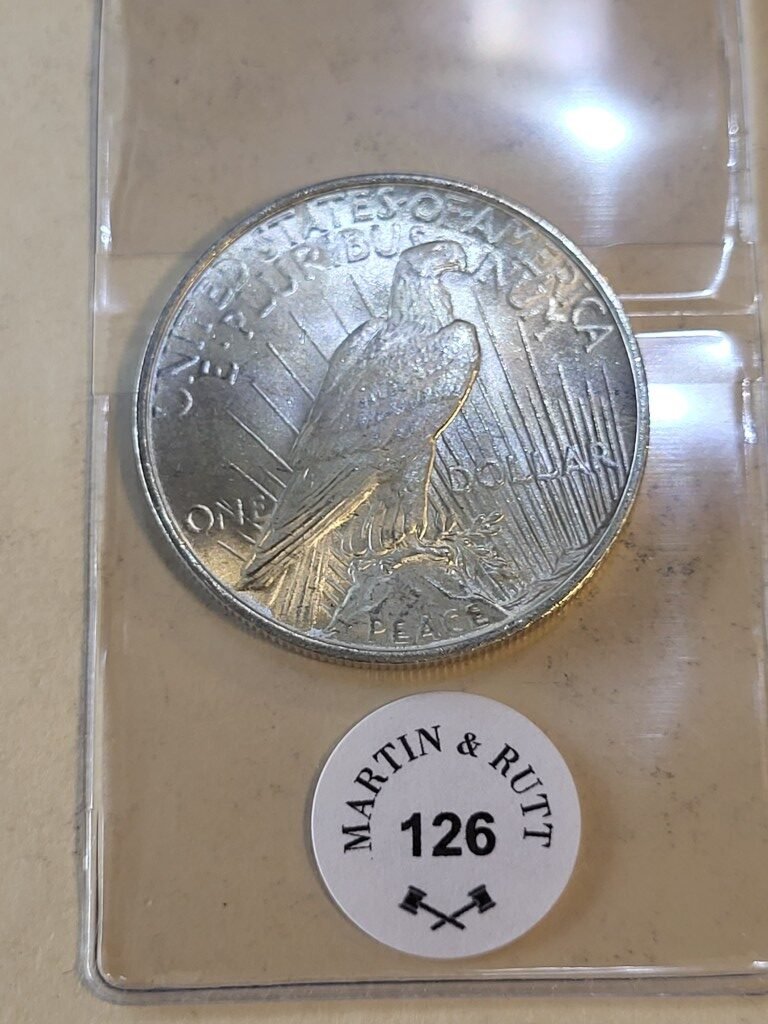 UNITED·STATES·OF·AMERICA
E·PLURIBUS UNUM
ONE DOLLAR
PEACE
MARTIN & RUTT
126